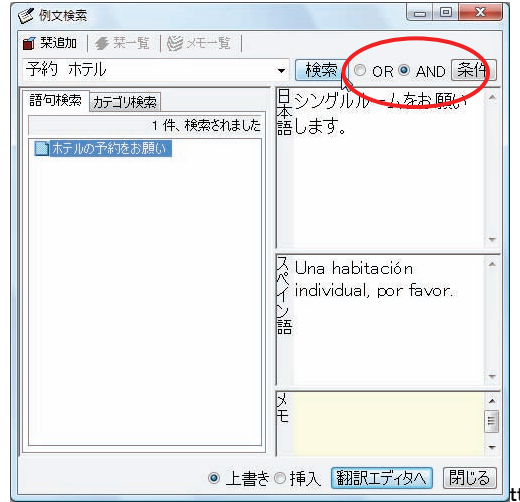 例文検索
栞追加 栞一覧 メモ一覧
予約 ホテル 検索 OR AND 条件
語句検索 カテゴリ検索
1 件、検索されました
ホテルの予約をお願い
日本語
シングルルームをお願い
します。
スペイン語
Una habitación
individual, por favor.
メモ
上書き 挿入 翻訳エディタへ 閉じる